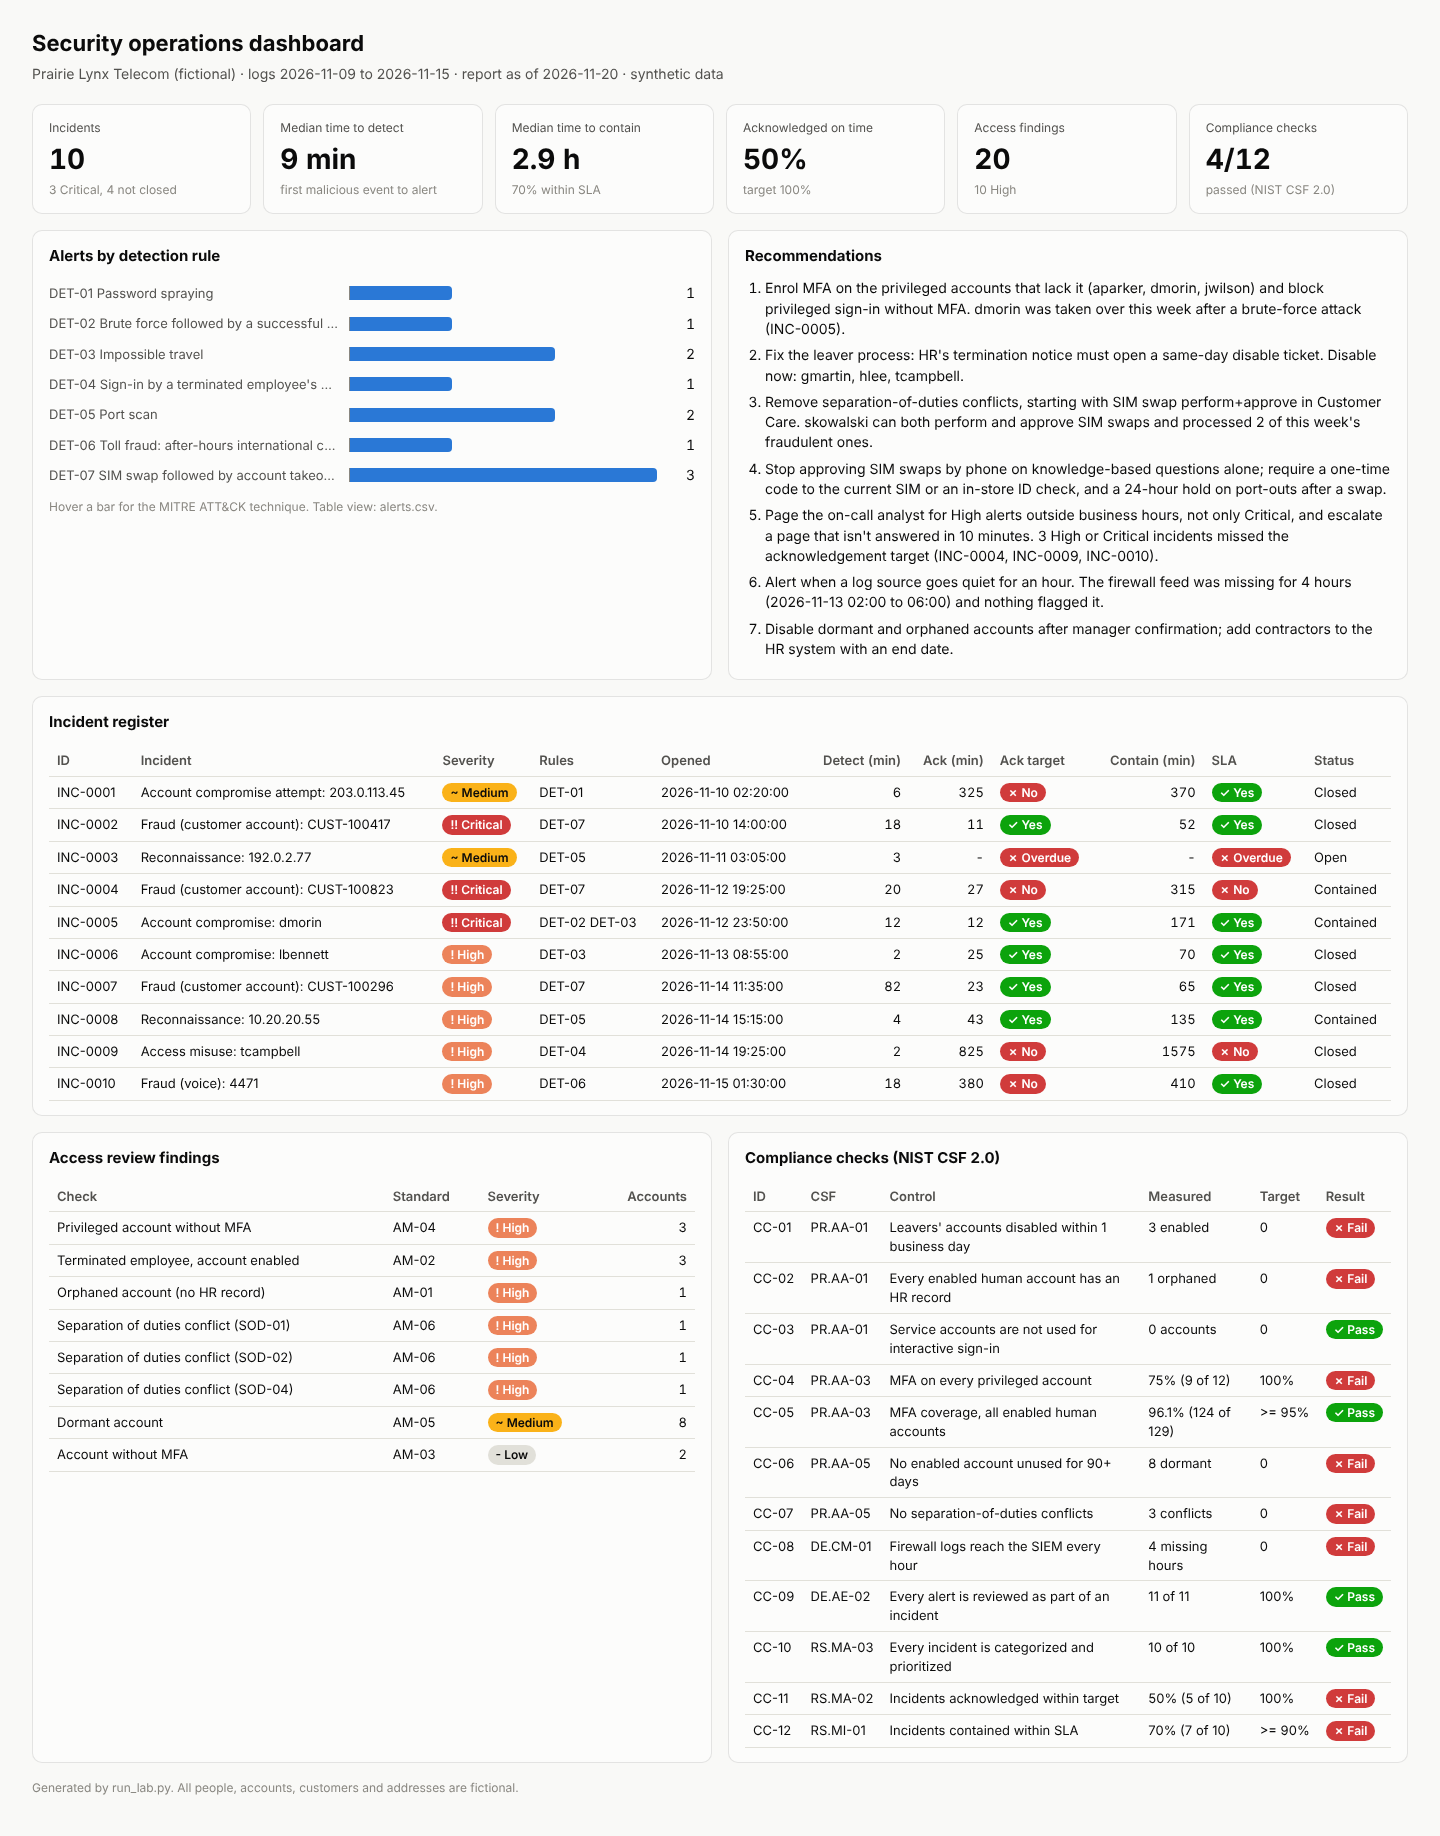 Security operations dashboard
Prairie Lynx Telecom (fictional) · logs 2026-11-09 to 2026-11-15 · report as of 2026-11-20 · synthetic data
Incidents
10
3 Critical, 4 not closed
Median time to detect
9 min
first malicious event to alert
Median time to contain
2.9 h
70% within SLA
Acknowledged on time
50%
target 100%
Access findings
20
10 High
Compliance checks
4/12
passed (NIST CSF 2.0)
Alerts by detection rule
DET-01 Password spraying 1
DET-02 Brute force followed by a successful ... 1
DET-03 Impossible travel 2
DET-04 Sign-in by a terminated employee's ... 1
DET-05 Port scan 2
DET-06 Toll fraud: after-hours international c... 1
DET-07 SIM swap followed by account takeo... 3
Hover a bar for the MITRE ATT&CK technique. Table view: alerts.csv.
Recommendations
1. Enrol MFA on the privileged accounts that lack it (aparker, dmorin, jwilson) and block
privileged sign-in without MFA. dmorin was taken over this week after a brute-force attack
(INC-0005).
2. Fix the leaver process: HR's termination notice must open a same-day disable ticket. Disable
now: gmartin, hlee, tcampbell.
3. Remove separation-of-duties conflicts, starting with SIM swap perform+approve in Customer
Care. skowalski can both perform and approve SIM swaps and processed 2 of this week's
fraudulent ones.
4. Stop approving SIM swaps by phone on knowledge-based questions alone; require a one-time
code to the current SIM or an in-store ID check, and a 24-hour hold on port-outs after a swap.
5. Page the on-call analyst for High alerts outside business hours, not only Critical, and escalate
a page that isn't answered in 10 minutes. 3 High or Critical incidents missed the
acknowledgement target (INC-0004, INC-0009, INC-0010).
6. Alert when a log source goes quiet for an hour. The firewall feed was missing for 4 hours
(2026-11-13 02:00 to 06:00) and nothing flagged it.
7. Disable dormant and orphaned accounts after manager confirmation; add contractors to the
HR system with an end date.
Incident register
ID Incident Severity Rules Opened Detect (min) Ack (min) Ack target Contain (min) SLA Status
INC-0001 Account compromise attempt: 203.0.113.45 ~ Medium DET-01 2026-11-10 02:20:00 6 325 × No 370 ✓ Yes Closed
INC-0002 Fraud (customer account): CUST-100417 !! Critical DET-07 2026-11-10 14:00:00 18 11 ✓ Yes 52 ✓ Yes Closed
INC-0003 Reconnaissance: 192.0.2.77 ~ Medium DET-05 2026-11-11 03:05:00 3 - × Overdue - × Overdue Open
INC-0004 Fraud (customer account): CUST-100823 !! Critical DET-07 2026-11-12 19:25:00 20 27 × No 315 × No Contained
INC-0005 Account compromise: dmorin !! Critical DET-02 DET-03 2026-11-12 23:50:00 12 12 ✓ Yes 171 ✓ Yes Contained
INC-0006 Account compromise: lbennett ! High DET-03 2026-11-13 08:55:00 2 25 ✓ Yes 70 ✓ Yes Closed
INC-0007 Fraud (customer account): CUST-100296 ! High DET-07 2026-11-14 11:35:00 82 23 ✓ Yes 65 ✓ Yes Closed
INC-0008 Reconnaissance: 10.20.20.55 ! High DET-05 2026-11-14 15:15:00 4 43 ✓ Yes 135 ✓ Yes Contained
INC-0009 Access misuse: tcampbell ! High DET-04 2026-11-14 19:25:00 2 825 × No 1575 × No Closed
INC-0010 Fraud (voice): 4471 ! High DET-06 2026-11-15 01:30:00 18 380 × No 410 ✓ Yes Closed
Access review findings
Check Standard Severity Accounts
Privileged account without MFA AM-04 ! High 3
Terminated employee, account enabled AM-02 ! High 3
Orphaned account (no HR record) AM-01 ! High 1
Separation of duties conflict (SOD-01) AM-06 ! High 1
Separation of duties conflict (SOD-02) AM-06 ! High 1
Separation of duties conflict (SOD-04) AM-06 ! High 1
Dormant account AM-05 ~ Medium 8
Account without MFA AM-03 - Low 2
Compliance checks (NIST CSF 2.0)
ID CSF Control Measured Target Result
CC-01 PR.AA-01 Leavers' accounts disabled within 1 3 enabled 0 × Fail
business day
CC-02 PR.AA-01 Every enabled human account has an 1 orphaned 0 × Fail
HR record
CC-03 PR.AA-01 Service accounts are not used for 0 accounts 0 ✓ Pass
interactive sign-in
CC-04 PR.AA-03 MFA on every privileged account 75% (9 of 12) 100% × Fail
CC-05 PR.AA-03 MFA coverage, all enabled human 96.1% (124 of >= 95% ✓ Pass
accounts 129)
CC-06 PR.AA-05 No enabled account unused for 90+ 8 dormant 0 × Fail
days
CC-07 PR.AA-05 No separation-of-duties conflicts 3 conflicts 0 × Fail
CC-08 DE.CM-01 Firewall logs reach the SIEM every 4 missing 0 × Fail
hour hours
CC-09 DE.AE-02 Every alert is reviewed as part of an 11 of 11 100% ✓ Pass
incident
CC-10 RS.MA-03 Every incident is categorized and 10 of 10 100% ✓ Pass
prioritized
CC-11 RS.MA-02 Incidents acknowledged within target 50% (5 of 10) 100% × Fail
CC-12 RS.MI-01 Incidents contained within SLA 70% (7 of 10) >= 90% × Fail
Generated by run_lab.py. All people, accounts, customers and addresses are fictional.